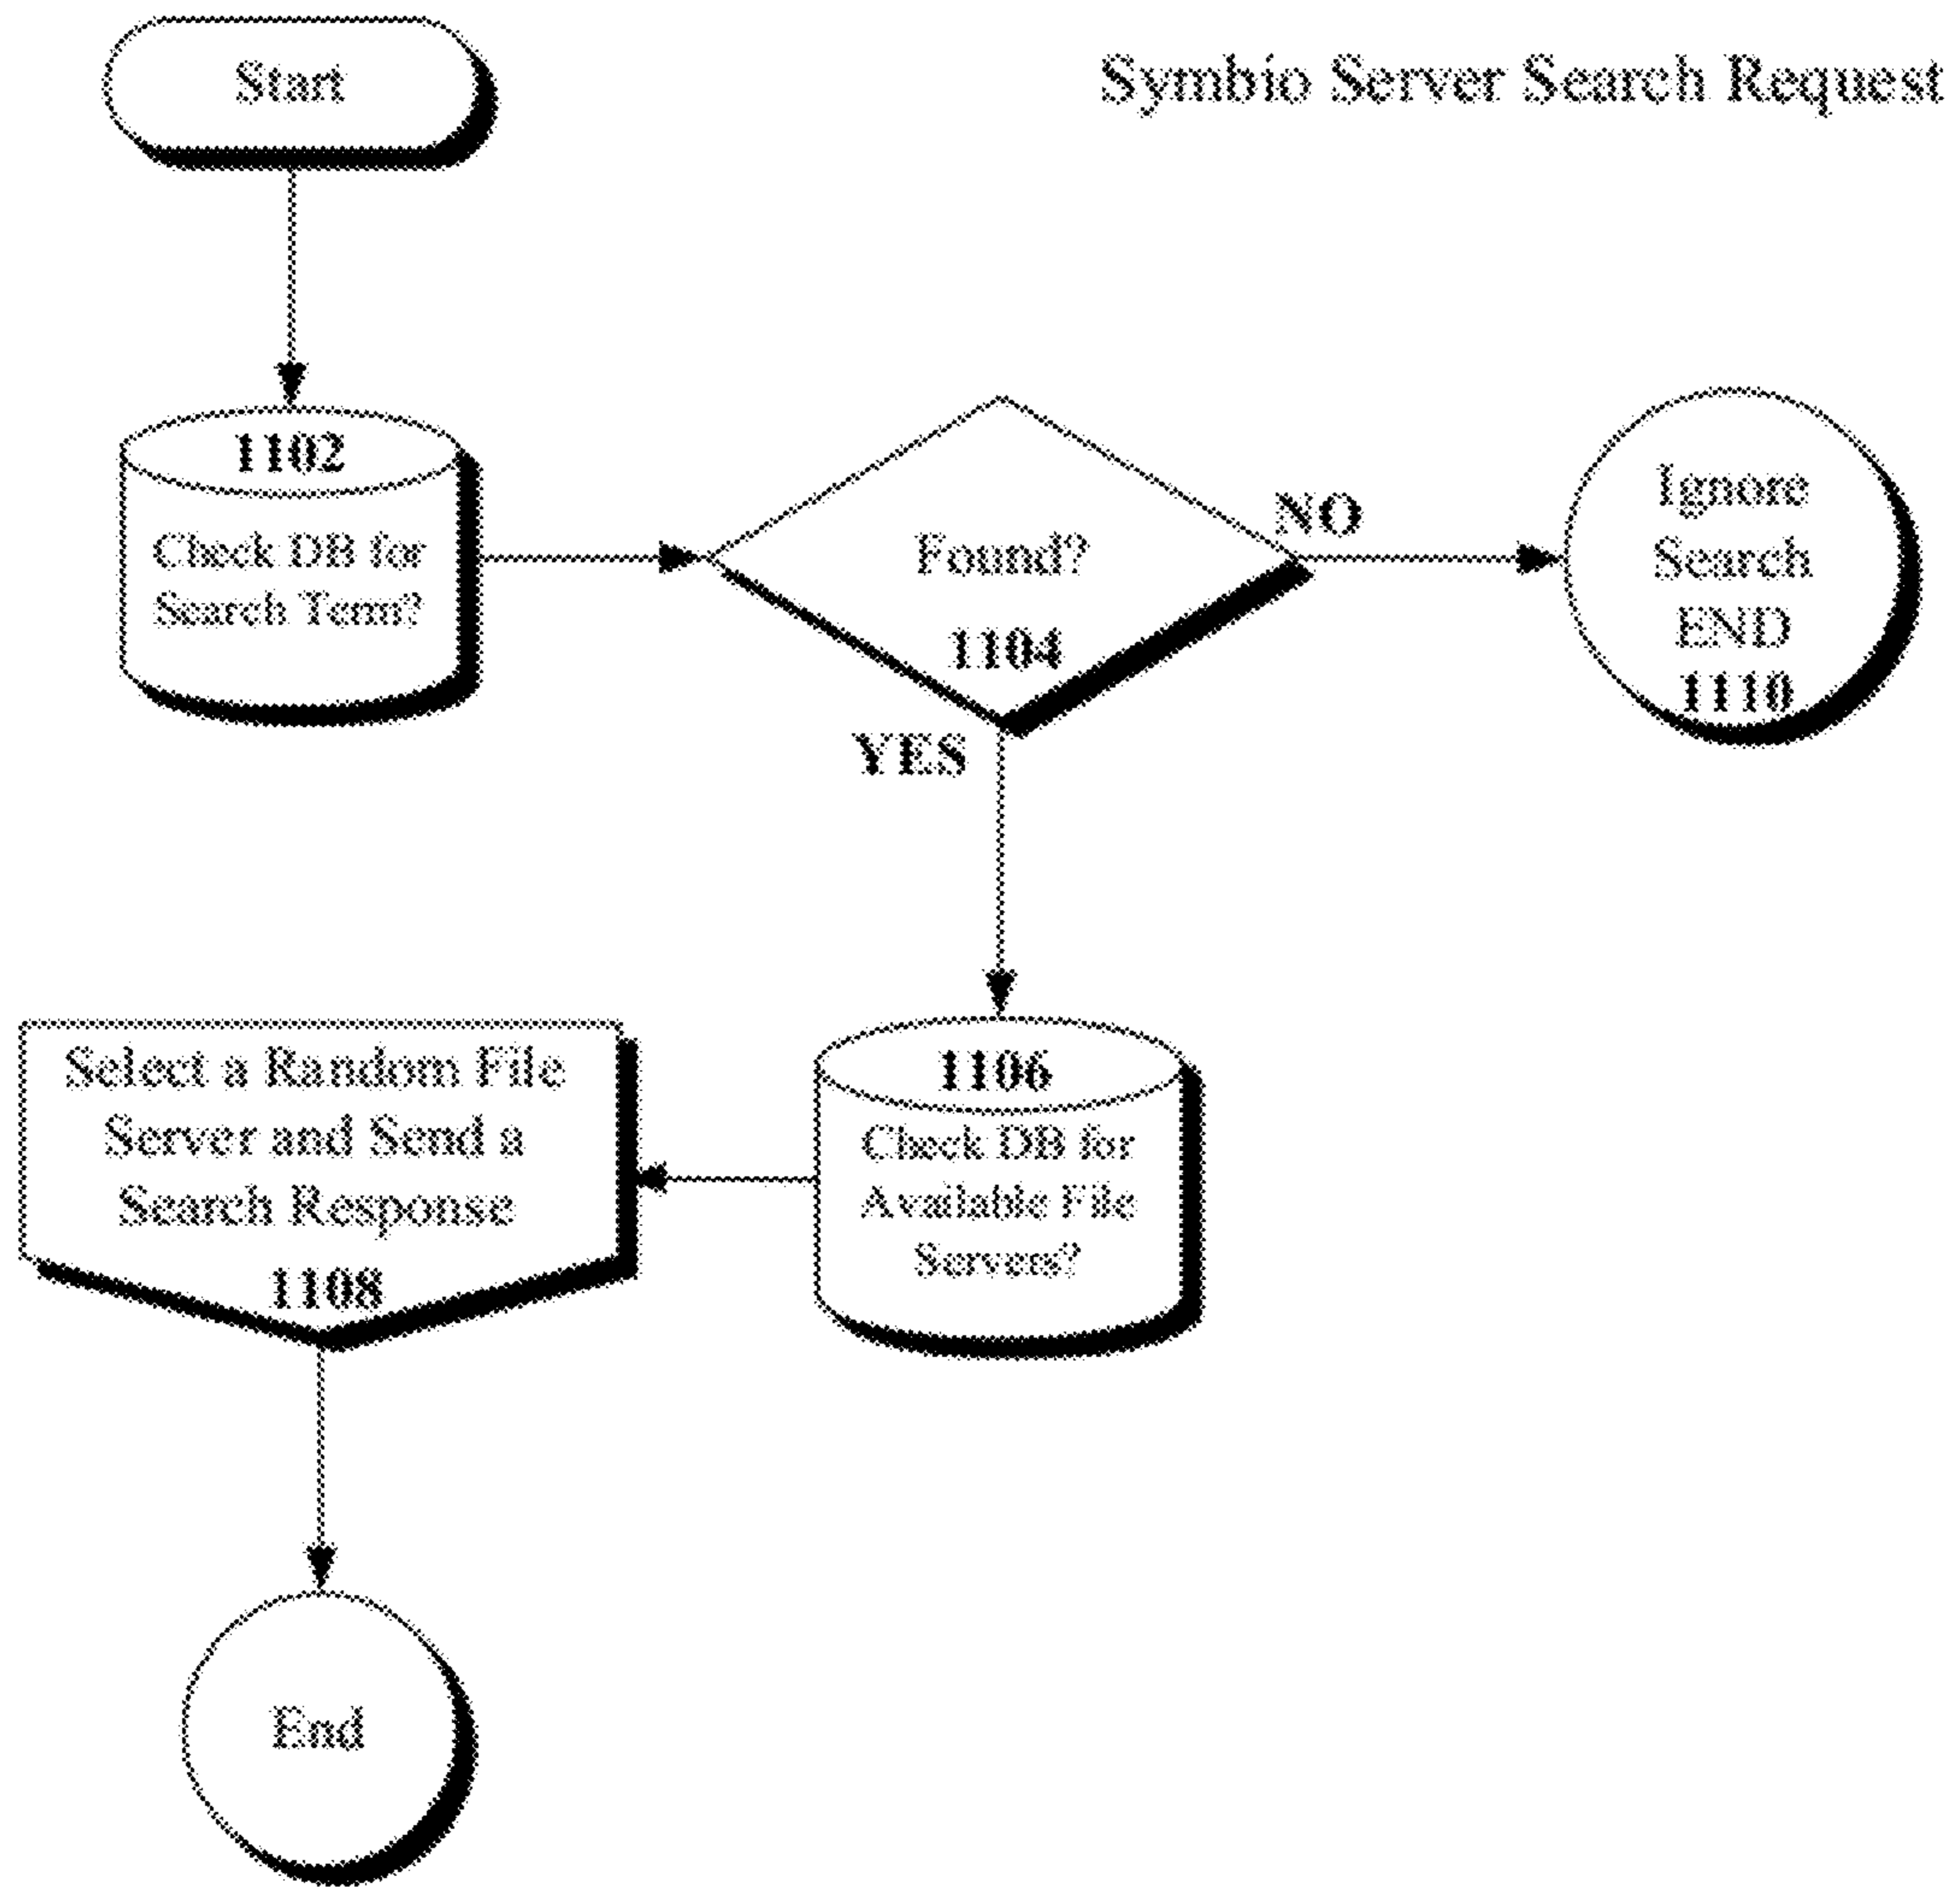 Start
Symbio Server Search Request
1102
Check DB for
Search Term?
Found?
1104
NO
YES
Ignore
Search
END
1110
1106
Check DB for
Available File
Servers?
Select a Random File
Server and Send a
Search Response
1108
End